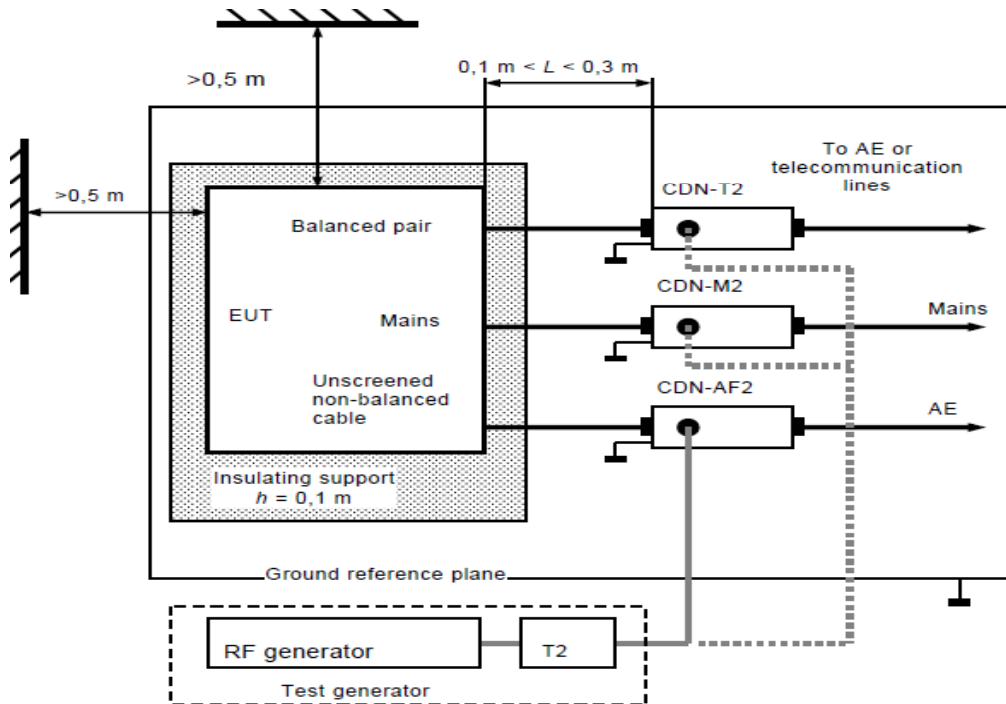 >0,5 m
0,1 m < L < 0,3 m
>0,5 m
To AE or
telecommunication
lines
CDN-T2
Balanced pair
CDN-M2
EUT
Mains
Mains
Unscreened
non-balanced
cable
CDN-AF2
AE
Insulating support
h = 0,1 m
Ground reference plane
RF generator
T2
Test generator